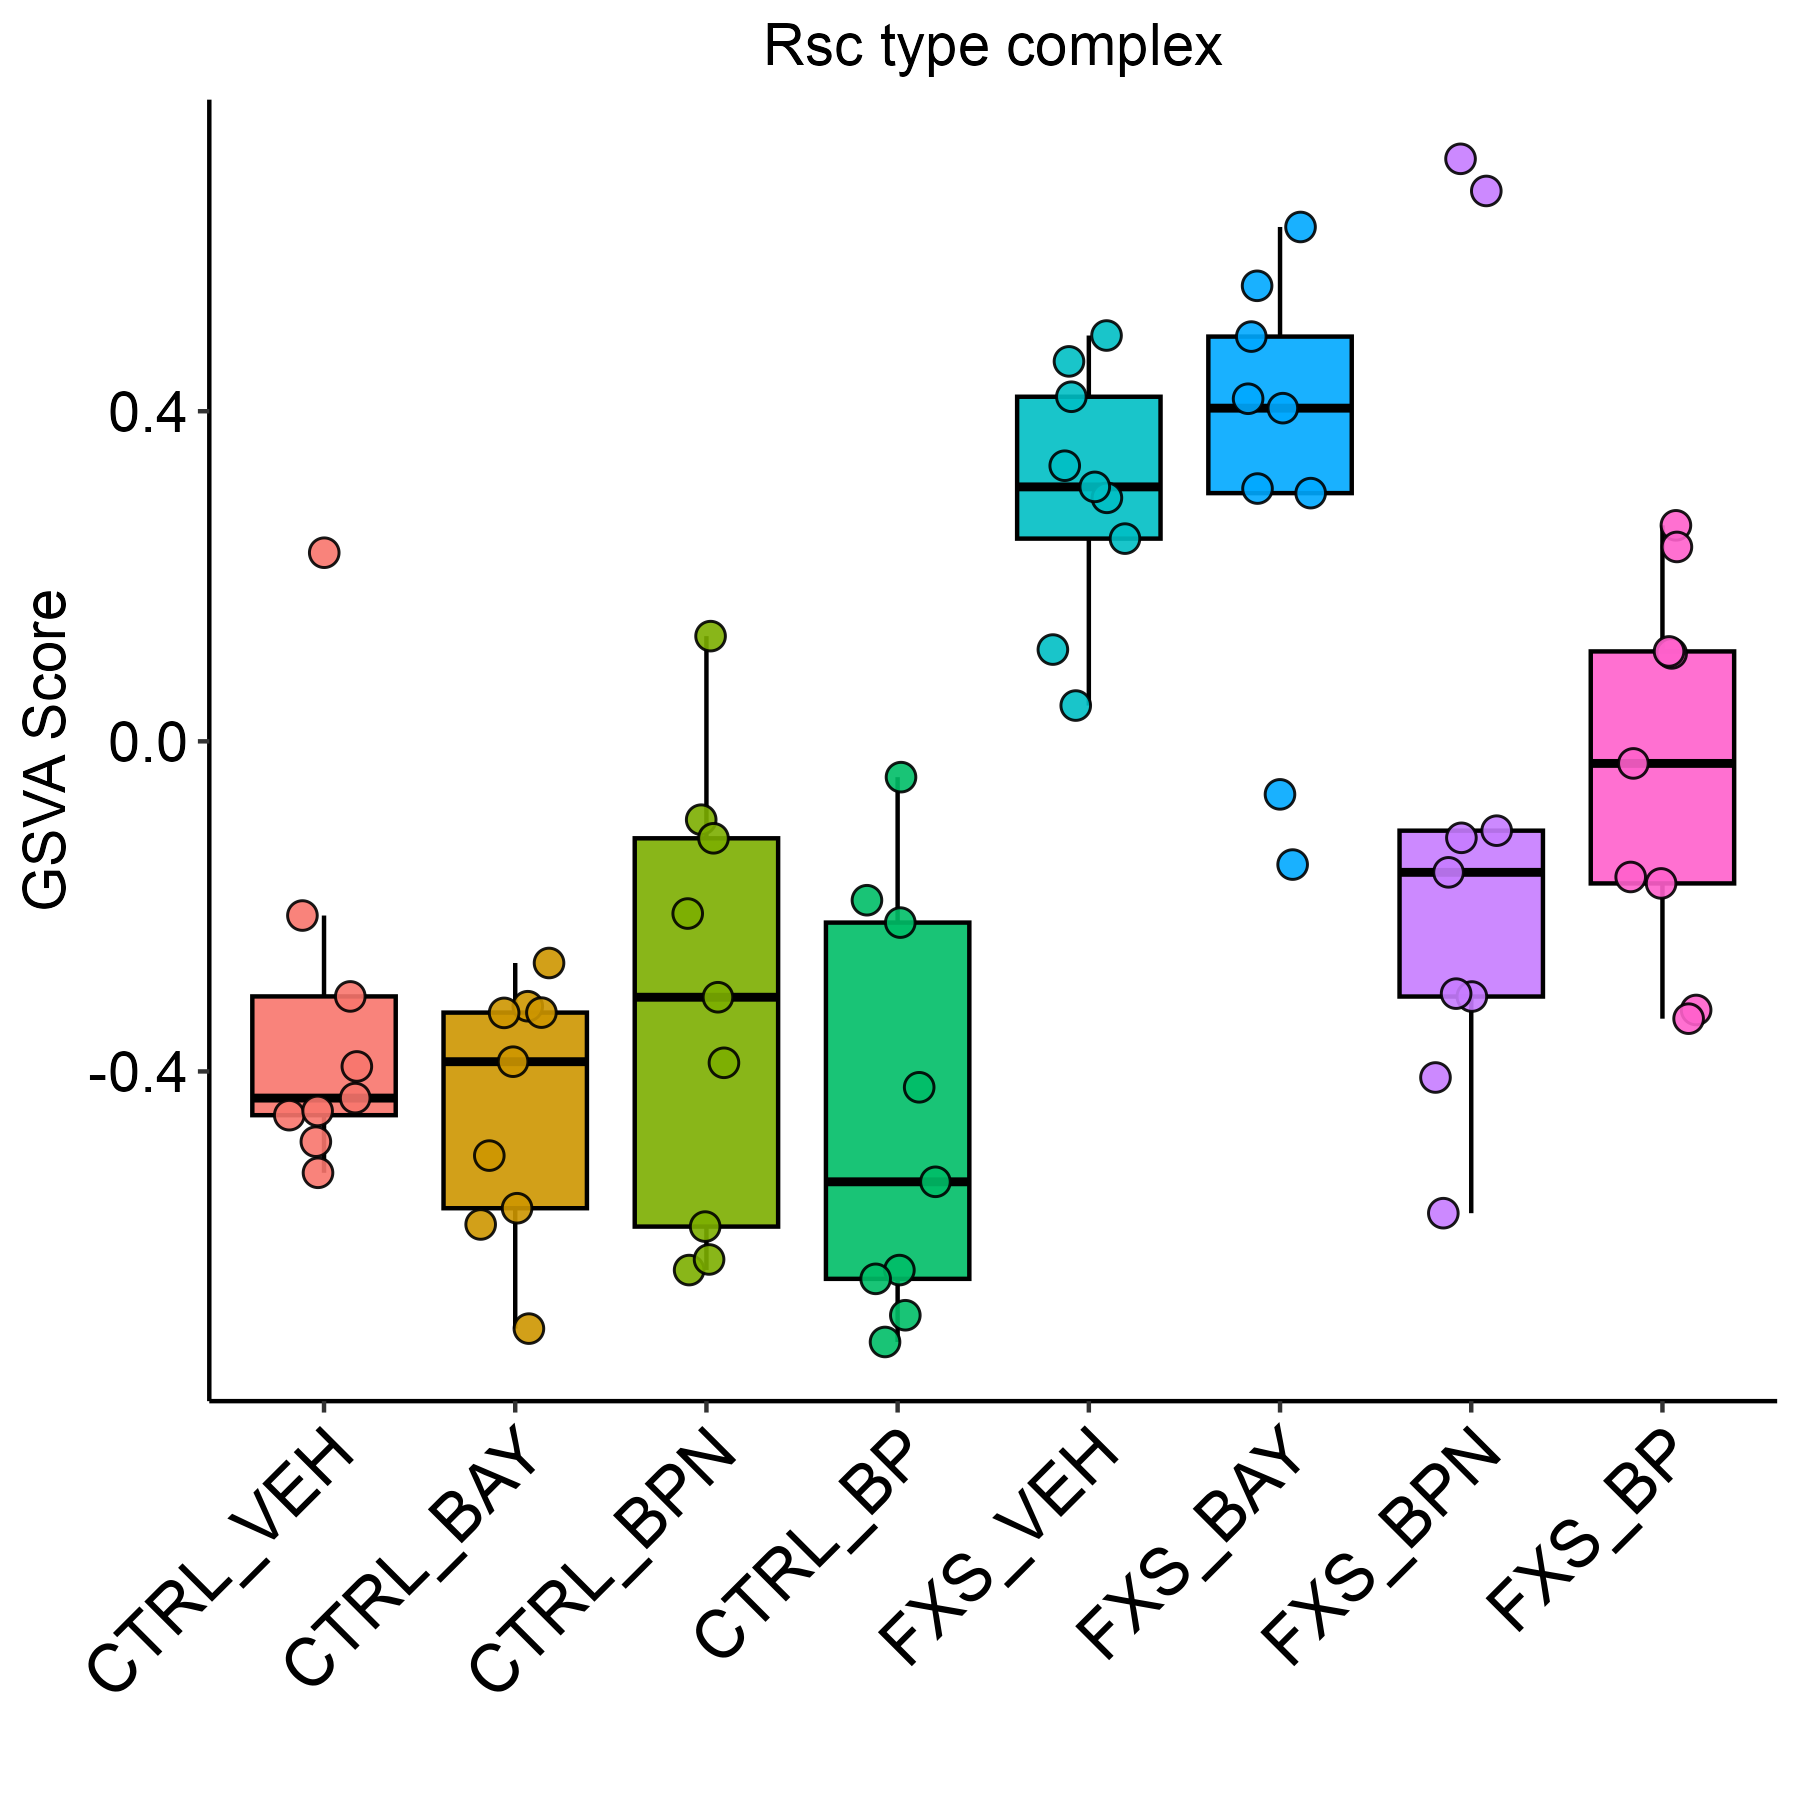 Rsc type complex
GSVA Score
0.4
0.0
-0.4
CTRL_VEH
CTRL_BAY
CTRL_BPN
CTRL_BP
FXS_VEH
FXS_BAY
FXS_BPN
FXS_BP